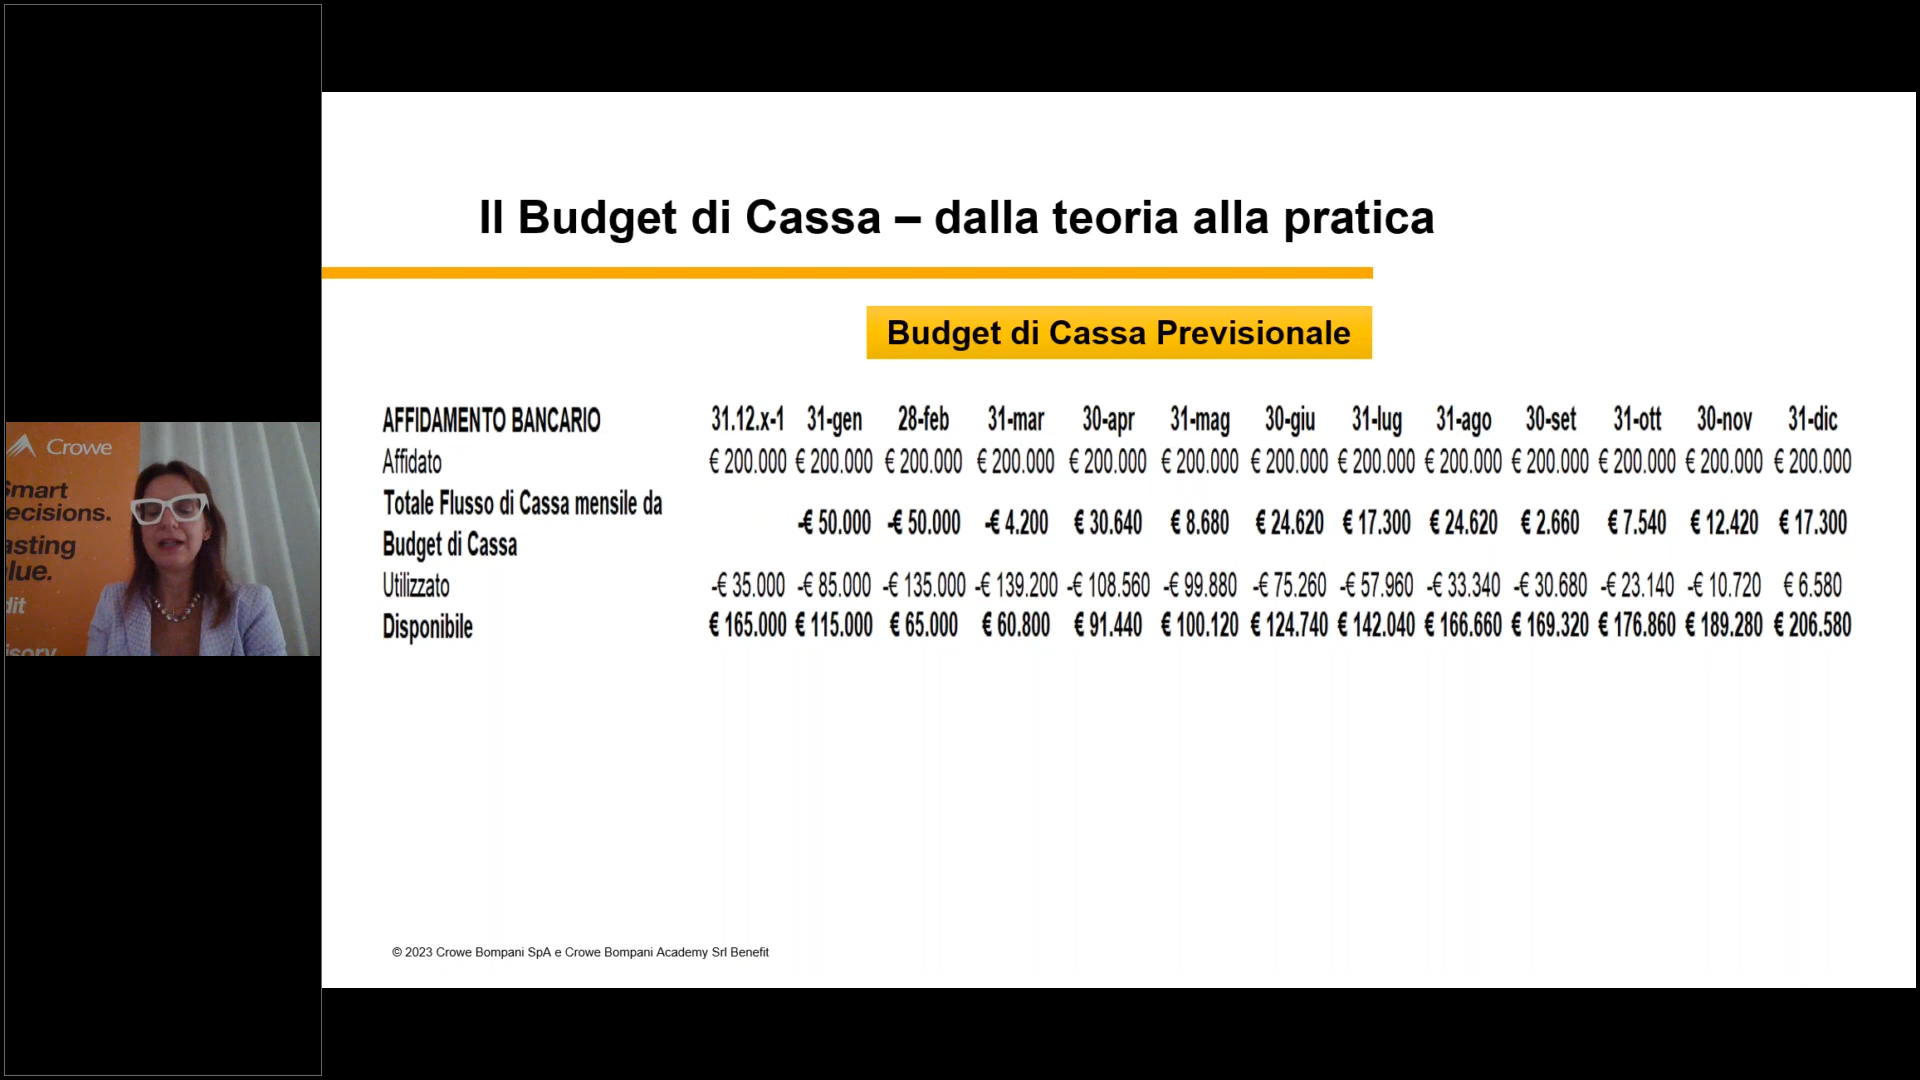 Crowe
Smart
ecisions.
asting
lue.
dit
isory
Il Budget di Cassa – dalla teoria alla pratica
Budget di Cassa Previsionale
AFFIDAMENTO BANCARIO 31.12.x-1 31-gen 28-feb 31-mar 30-apr 31-mag 30-giu 31-lug 31-ago 30-set 31-ott 30-nov 31-dic
Affidato € 200.000 € 200.000 € 200.000 € 200.000 € 200.000 € 200.000 € 200.000 € 200.000 € 200.000 € 200.000 € 200.000 € 200.000 € 200.000
Totale Flusso di Cassa mensile da
Budget di Cassa -€ 50.000 -€ 50.000 -€ 4.200 € 30.640 € 8.680 € 24.620 € 17.300 € 24.620 € 2.660 € 7.540 € 12.420 € 17.300
Utilizzato -€ 35.000 -€ 85.000 -€ 135.000 -€ 139.200 -€ 108.560 -€ 99.880 -€ 75.260 -€ 57.960 -€ 33.340 -€ 30.680 -€ 23.140 -€ 10.720 € 6.580
Disponibile € 165.000 € 115.000 € 65.000 € 60.800 € 91.440 € 100.120 € 124.740 € 142.040 € 166.660 € 169.320 € 176.860 € 189.280 € 206.580
© 2023 Crowe Bompani SpA e Crowe Bompani Academy Srl Benefit